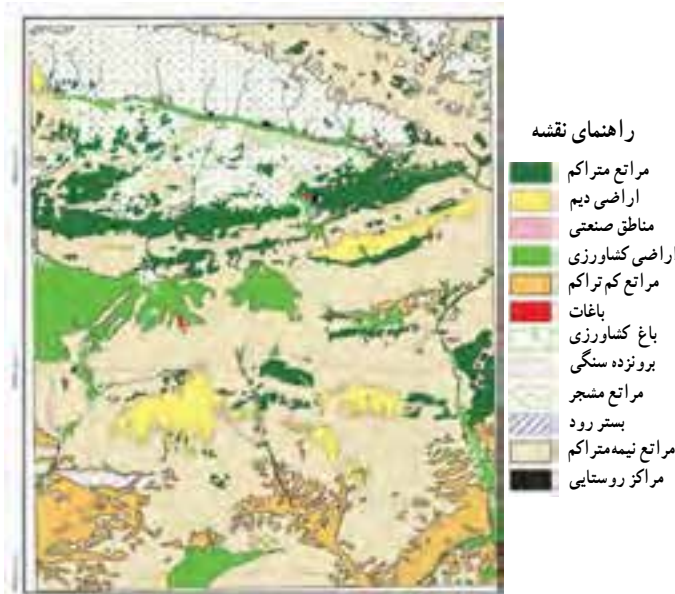 راهنمای نقشه
مراتع متراکم
اراضی دیم
مناطق صنعتی
اراضی کشاورزی
مراتع کم تراکم
باغات
باغ کشاورزی
برونزده سنگی
مراتع مشجر
بستر رود
مراتع نیمه متراکم
مراکز روستایی